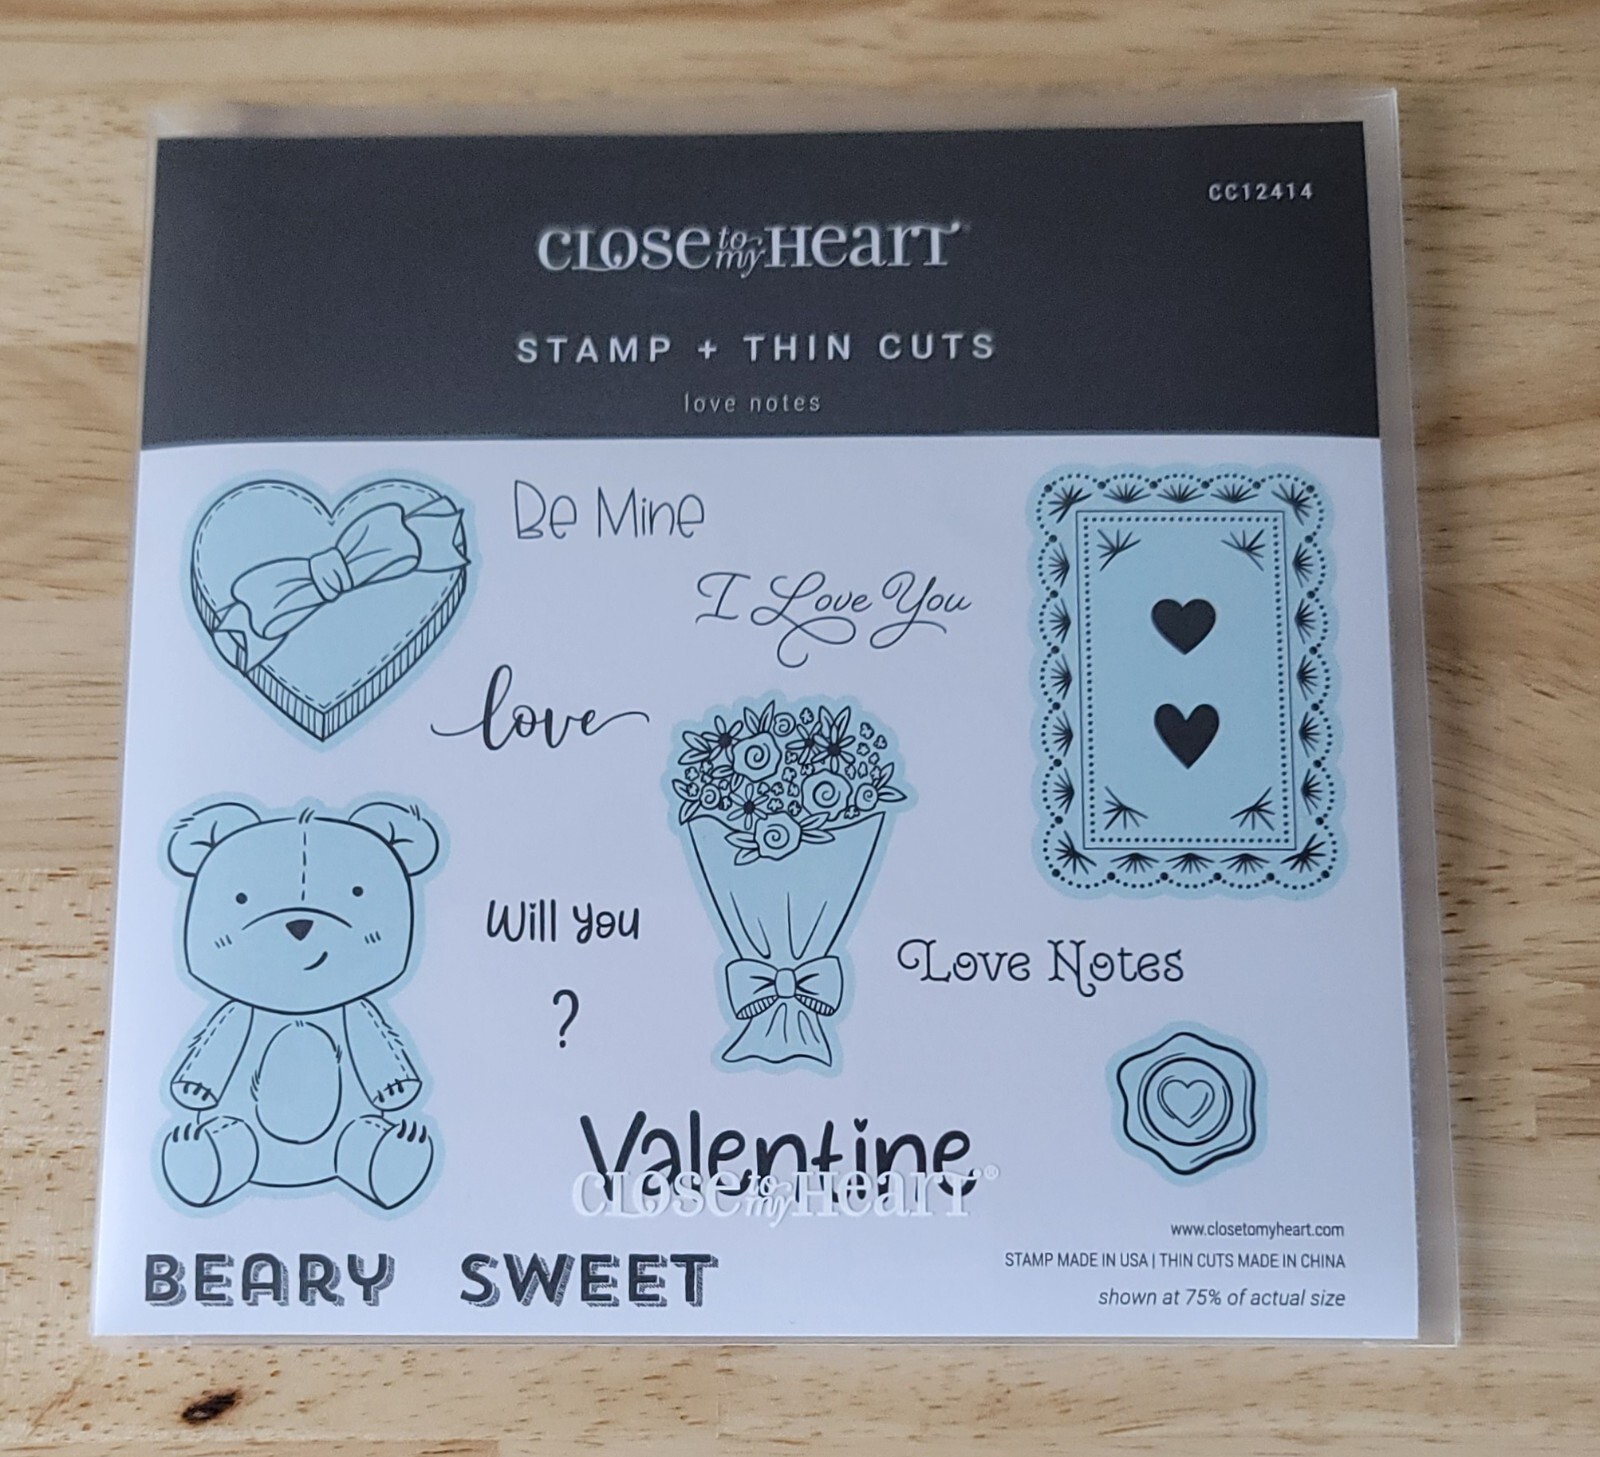 CC12414
CLOSE to my HEART®
STAMP + THIN CUTS
love notes
Be Mine
I Love You
love
Will you
?
Love Notes
Valentine
CLOSE to my HEART®
BEARY SWEET
www.closetomyheart.com
STAMP MADE IN USA | THIN CUTS MADE IN CHINA
shown at 75% of actual size